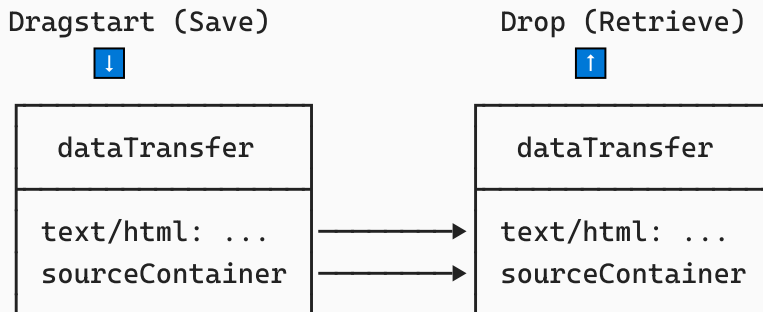 Dragstart (Save)
Drop (Retrieve)
↓
↑
dataTransfer
dataTransfer
text/html: ...
text/html: ...
sourceContainer
sourceContainer